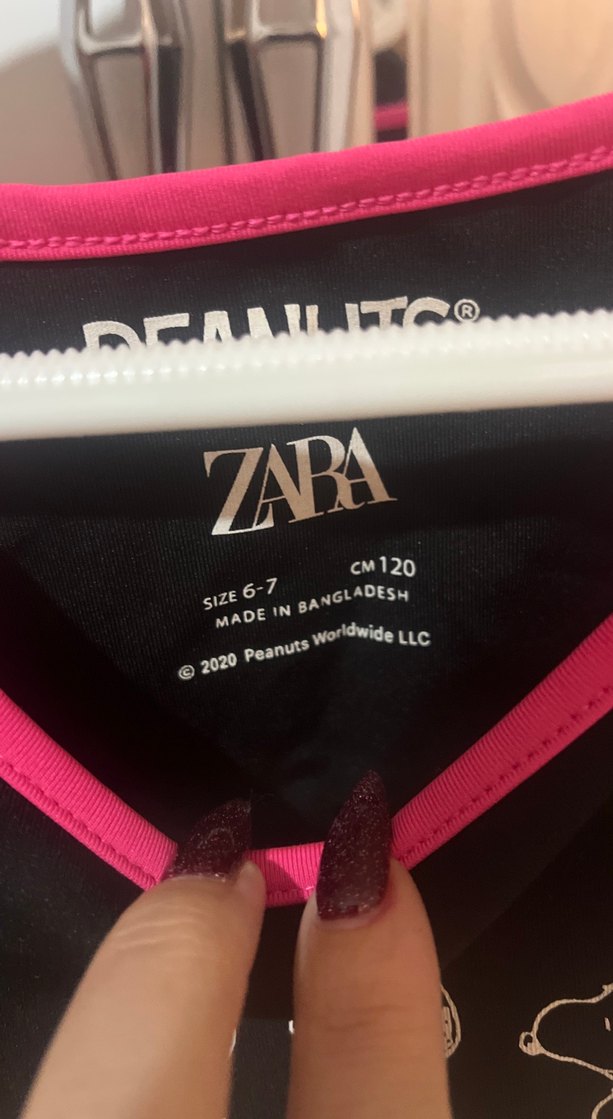 PEANUTS®
ZARA
SIZE 6-7 CM 120
MADE IN BANGLADESH
© 2020 Peanuts Worldwide LLC